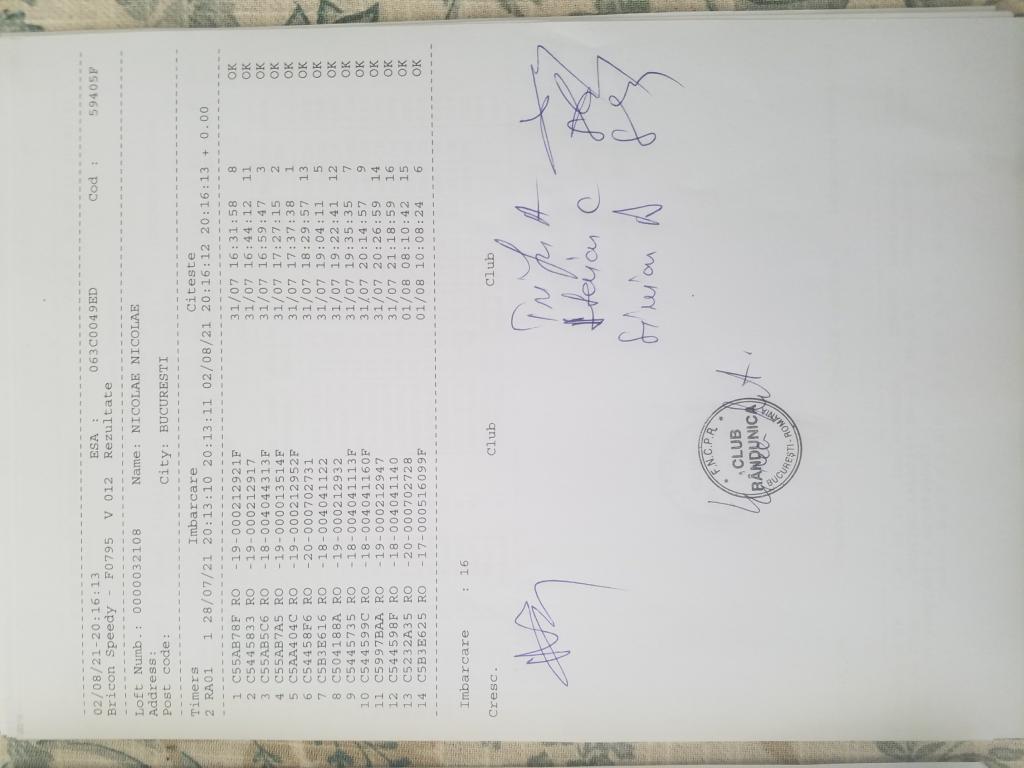 02/08/21-20:16:13 ESA : 063C0049ED Cod : 59405F
Bricon Speedy - F0795 V 012 Rezultate
Loft Numb.: 0000032108 Name: NICOLAE NICOLAE
Address:
Post code: City: BUCURESTI
Timers Imbarcare Citeste
2 RA01 1 28/07/21 20:13:10 20:13:11 02/08/21 20:16:12 20:16:13 + 0.00
1 C55AB78F RO -19-000212921F 31/07 16:31:58 8 OK
2 C5445833 RO -19-000212917 31/07 16:44:12 11 OK
3 C55AB5C6 RO -18-004044313F 31/07 16:59:47 3 OK
4 C55AB7A5 RO -19-000013514F 31/07 17:27:15 2 OK
5 C5AA404C RO -19-000212952F 31/07 17:37:38 1 OK
6 C54458F6 RO -20-000702731 31/07 18:29:57 13 OK
7 C5B3E616 RO -18-004041122 31/07 19:04:11 5 OK
8 C504188A RO -19-000212932 31/07 19:22:41 12 OK
9 C5445735 RO -18-004041113F 31/07 19:35:35 7 OK
10 C544599C RO -18-004041160F 31/07 20:14:57 9 OK
11 C5997BAA RO -19-000212947 31/07 20:26:59 14 OK
12 C544598F RO -18-004041140 31/07 21:18:59 16 OK
13 C5232A35 RO -20-000702728 01/08 08:10:42 15 OK
14 C5B3E625 RO -17-000516099F 01/08 10:08:24 6 OK
Imbarcare : 16
Cresc. Club Club
Stelian C
Simion A
F.N.C.P.R.
CLUB
RÂNDUNICA
BUCUREȘTI-ROMÂNIA